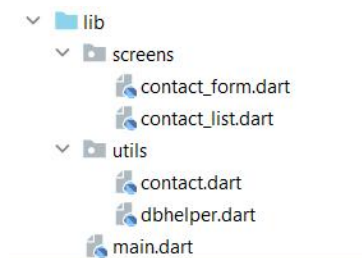 lib
screens
contact_form.dart
contact_list.dart
utils
contact.dart
dbhelper.dart
main.dart